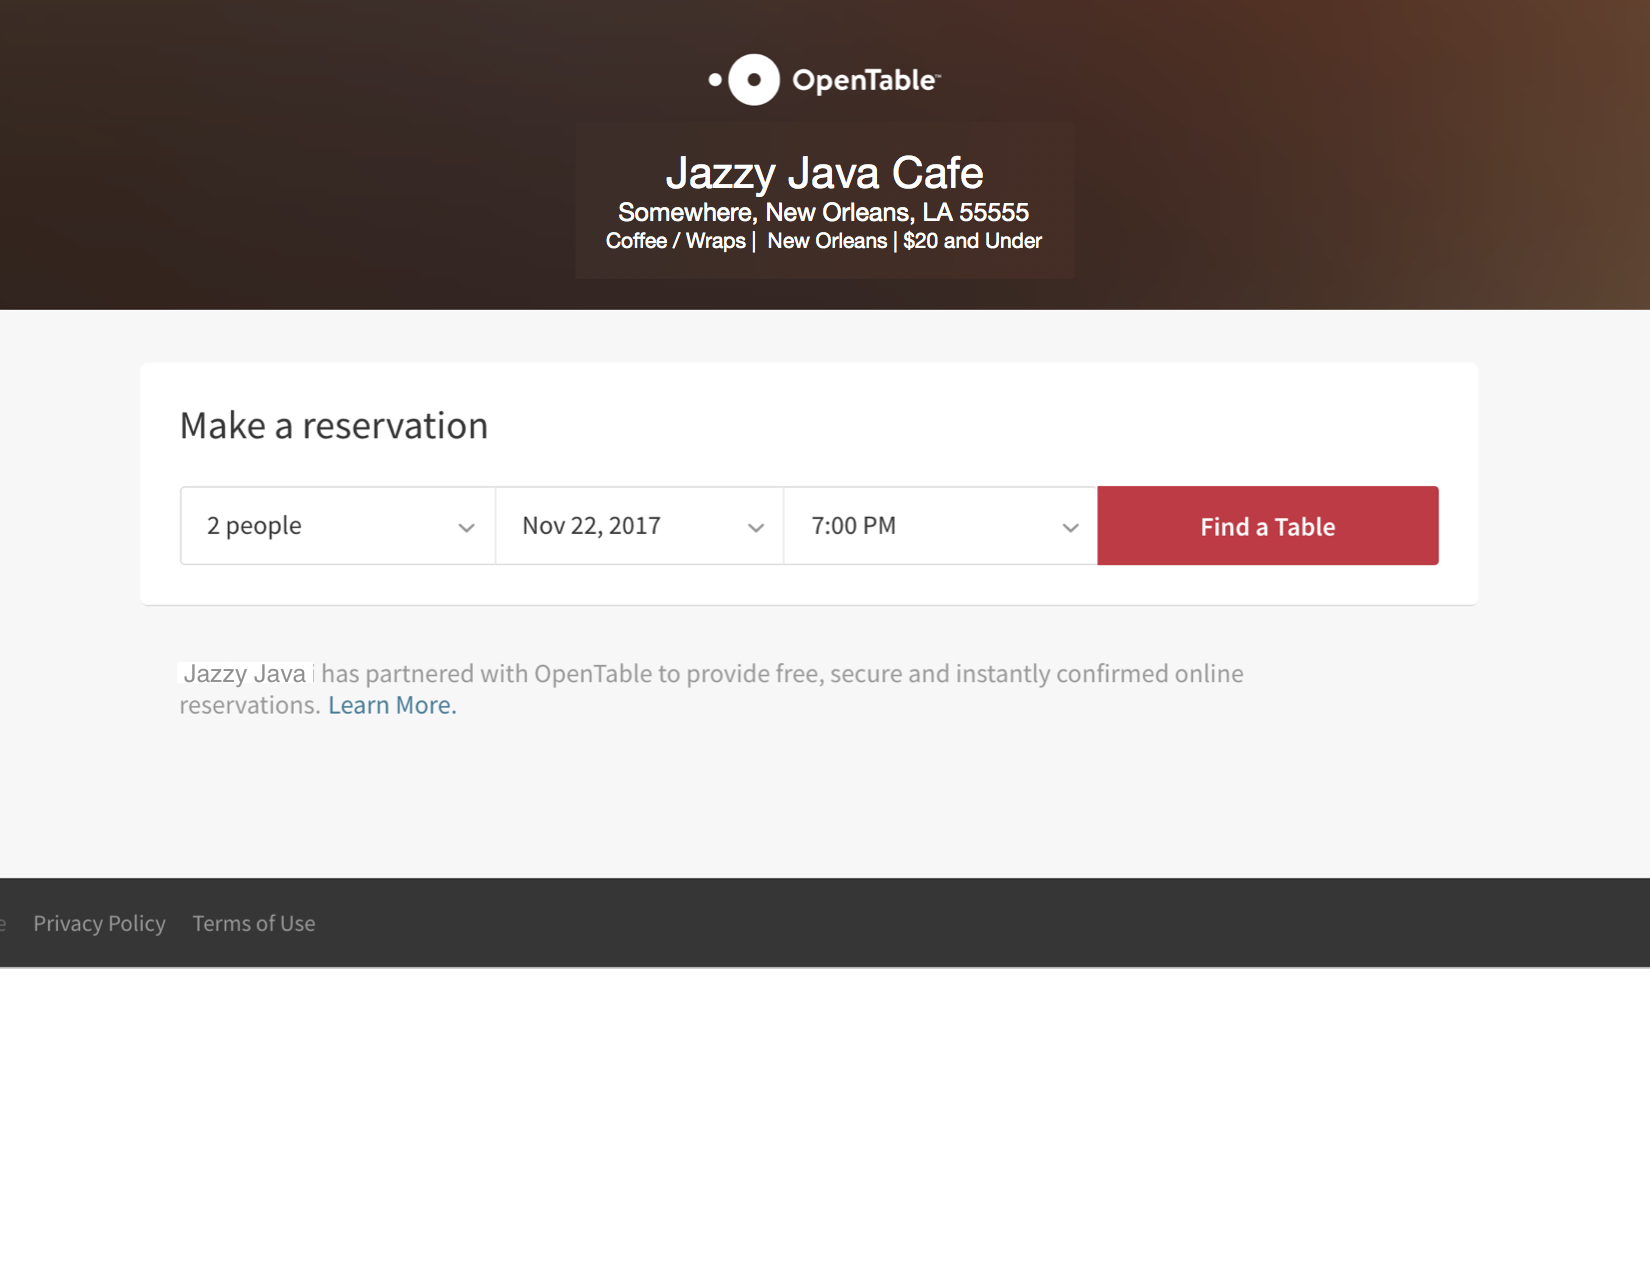 OpenTable™
Jazzy Java Cafe
Somewhere, New Orleans, LA 55555
Coffee / Wraps | New Orleans | $20 and Under
Make a reservation
2 people Nov 22, 2017 7:00 PM Find a Table
Jazzy Java has partnered with OpenTable to provide free, secure and instantly confirmed online
reservations. Learn More.
Privacy Policy Terms of Use